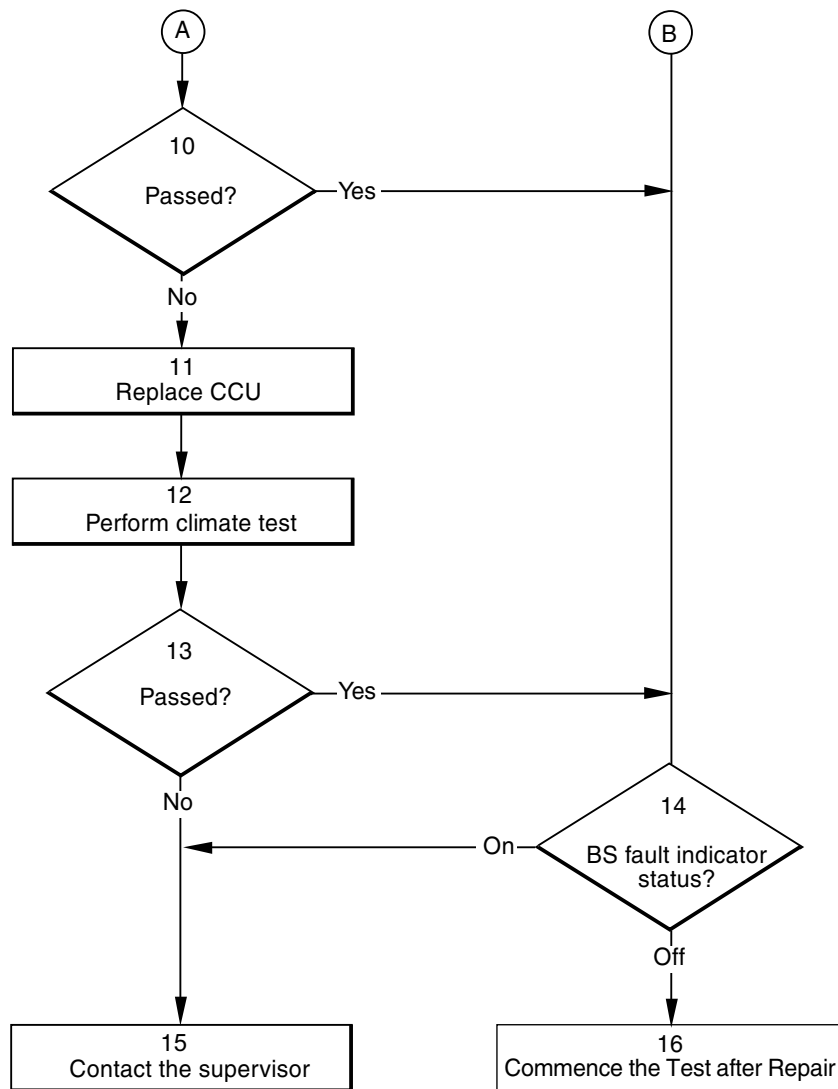 A
B
10
Passed?
Yes
No
11
Replace CCU
12
Perform climate test
13
Passed?
Yes
No
14
BS fault indicator
status?
On
Off
15
Contact the supervisor
16
Commence the Test after Repair